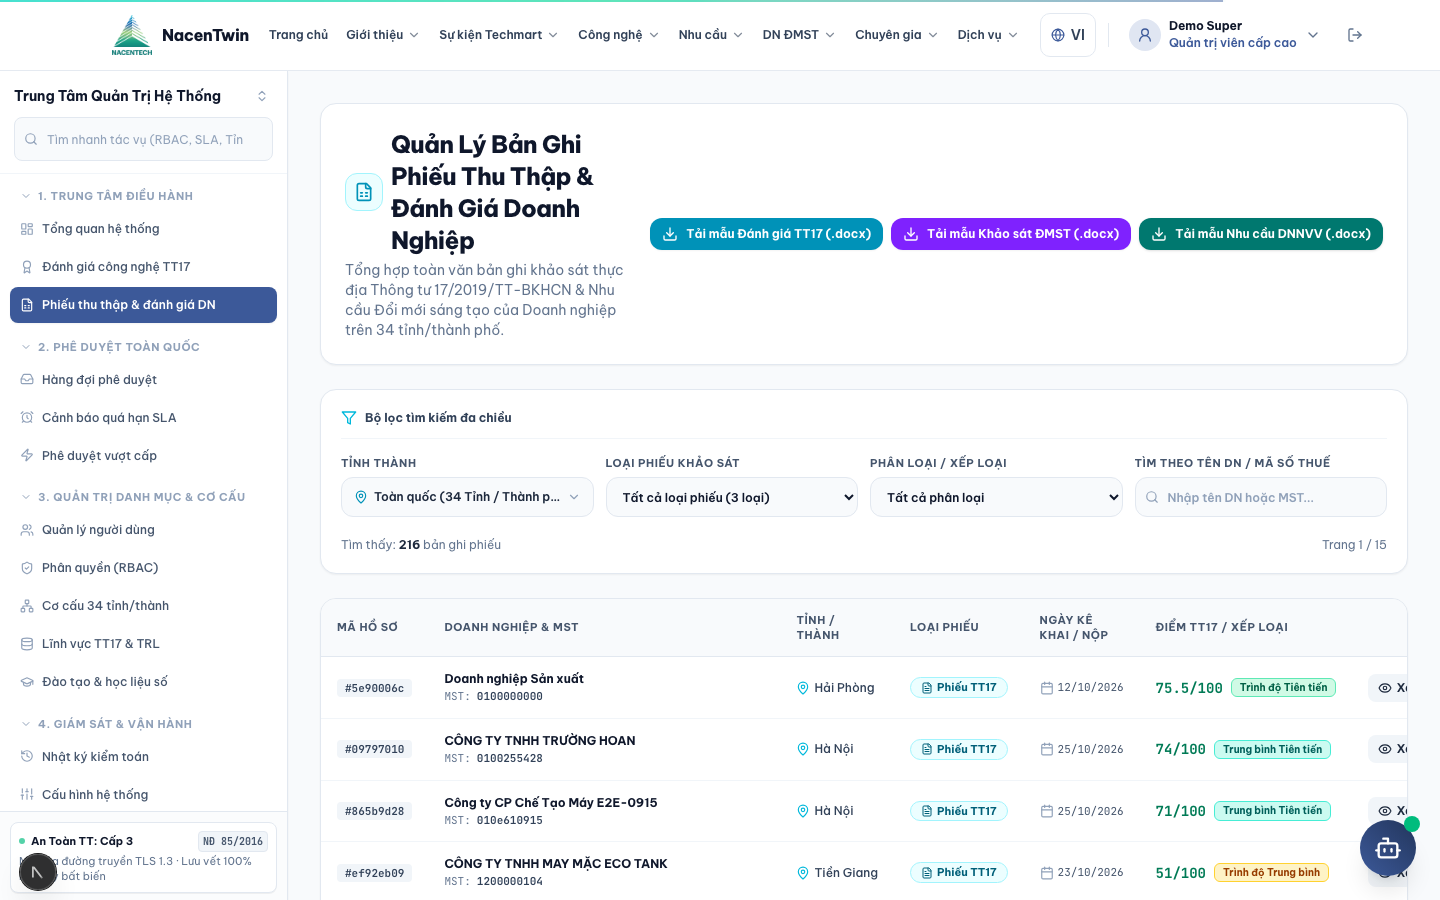 NACENTECH
NacenTwin
Trang chủ
Giới thiệu
Sự kiện Techmart
Công nghệ
Nhu cầu
DN ĐMST
Chuyên gia
Dịch vụ
VI
Demo Super
Quản trị viên cấp cao
Trung Tâm Quản Trị Hệ Thống
Tìm nhanh tác vụ (RBAC, SLA, Tỉn
1. TRUNG TÂM ĐIỀU HÀNH
Tổng quan hệ thống
Đánh giá công nghệ TT17
Phiếu thu thập & đánh giá DN
2. PHÊ DUYỆT TOÀN QUỐC
Hàng đợi phê duyệt
Cảnh báo quá hạn SLA
Phê duyệt vượt cấp
3. QUẢN TRỊ DANH MỤC & CƠ CẤU
Quản lý người dùng
Phân quyền (RBAC)
Cơ cấu 34 tỉnh/thành
Lĩnh vực TT17 & TRL
Đào tạo & học liệu số
4. GIÁM SÁT & VẬN HÀNH
Nhật ký kiểm toán
Cấu hình hệ thống
An Toàn TT: Cấp 3
NĐ 85/2016
đường truyền TLS 1.3 · Lưu vết 100%
bất biến
Quản Lý Bản Ghi
Phiếu Thu Thập &
Đánh Giá Doanh
Nghiệp
Tổng hợp toàn văn bản ghi khảo sát thực
địa Thông tư 17/2019/TT-BKHCN & Nhu
cầu Đổi mới sáng tạo của Doanh nghiệp
trên 34 tỉnh/thành phố.
Tải mẫu Đánh giá TT17 (.docx)
Tải mẫu Khảo sát ĐMST (.docx)
Tải mẫu Nhu cầu DNNVV (.docx)
Bộ lọc tìm kiếm đa chiều
TỈNH THÀNH
LOẠI PHIẾU KHẢO SÁT
PHÂN LOẠI / XẾP LOẠI
TÌM THEO TÊN DN / MÃ SỐ THUẾ
Toàn quốc (34 Tỉnh / Thành p...
Tất cả loại phiếu (3 loại)
Tất cả phân loại
Nhập tên DN hoặc MST...
Tìm thấy: 216 bản ghi phiếu
Trang 1 / 15
MÃ HỒ SƠ
DOANH NGHIỆP & MST
TỈNH /
THÀNH
LOẠI PHIẾU
NGÀY KÊ
KHAI / NỘP
ĐIỂM TT17 / XẾP LOẠI
#5e90006c
Doanh nghiệp Sản xuất
MST: 0100000000
Hải Phòng
Phiếu TT17
12/10/2026
75.5/100
Trình độ Tiên tiến
#09797010
CÔNG TY TNHH TRƯỜNG HOAN
MST: 0100255428
Hà Nội
Phiếu TT17
25/10/2026
74/100
Trung bình Tiên tiến
#865b9d28
Công ty CP Chế Tạo Máy E2E-0915
MST: 010e610915
Hà Nội
Phiếu TT17
25/10/2026
71/100
Trung bình Tiên tiến
#ef92eb09
CÔNG TY TNHH MAY MẶC ECO TANK
MST: 1200000104
Tiền Giang
Phiếu TT17
23/10/2026
51/100
Trình độ Trung bình